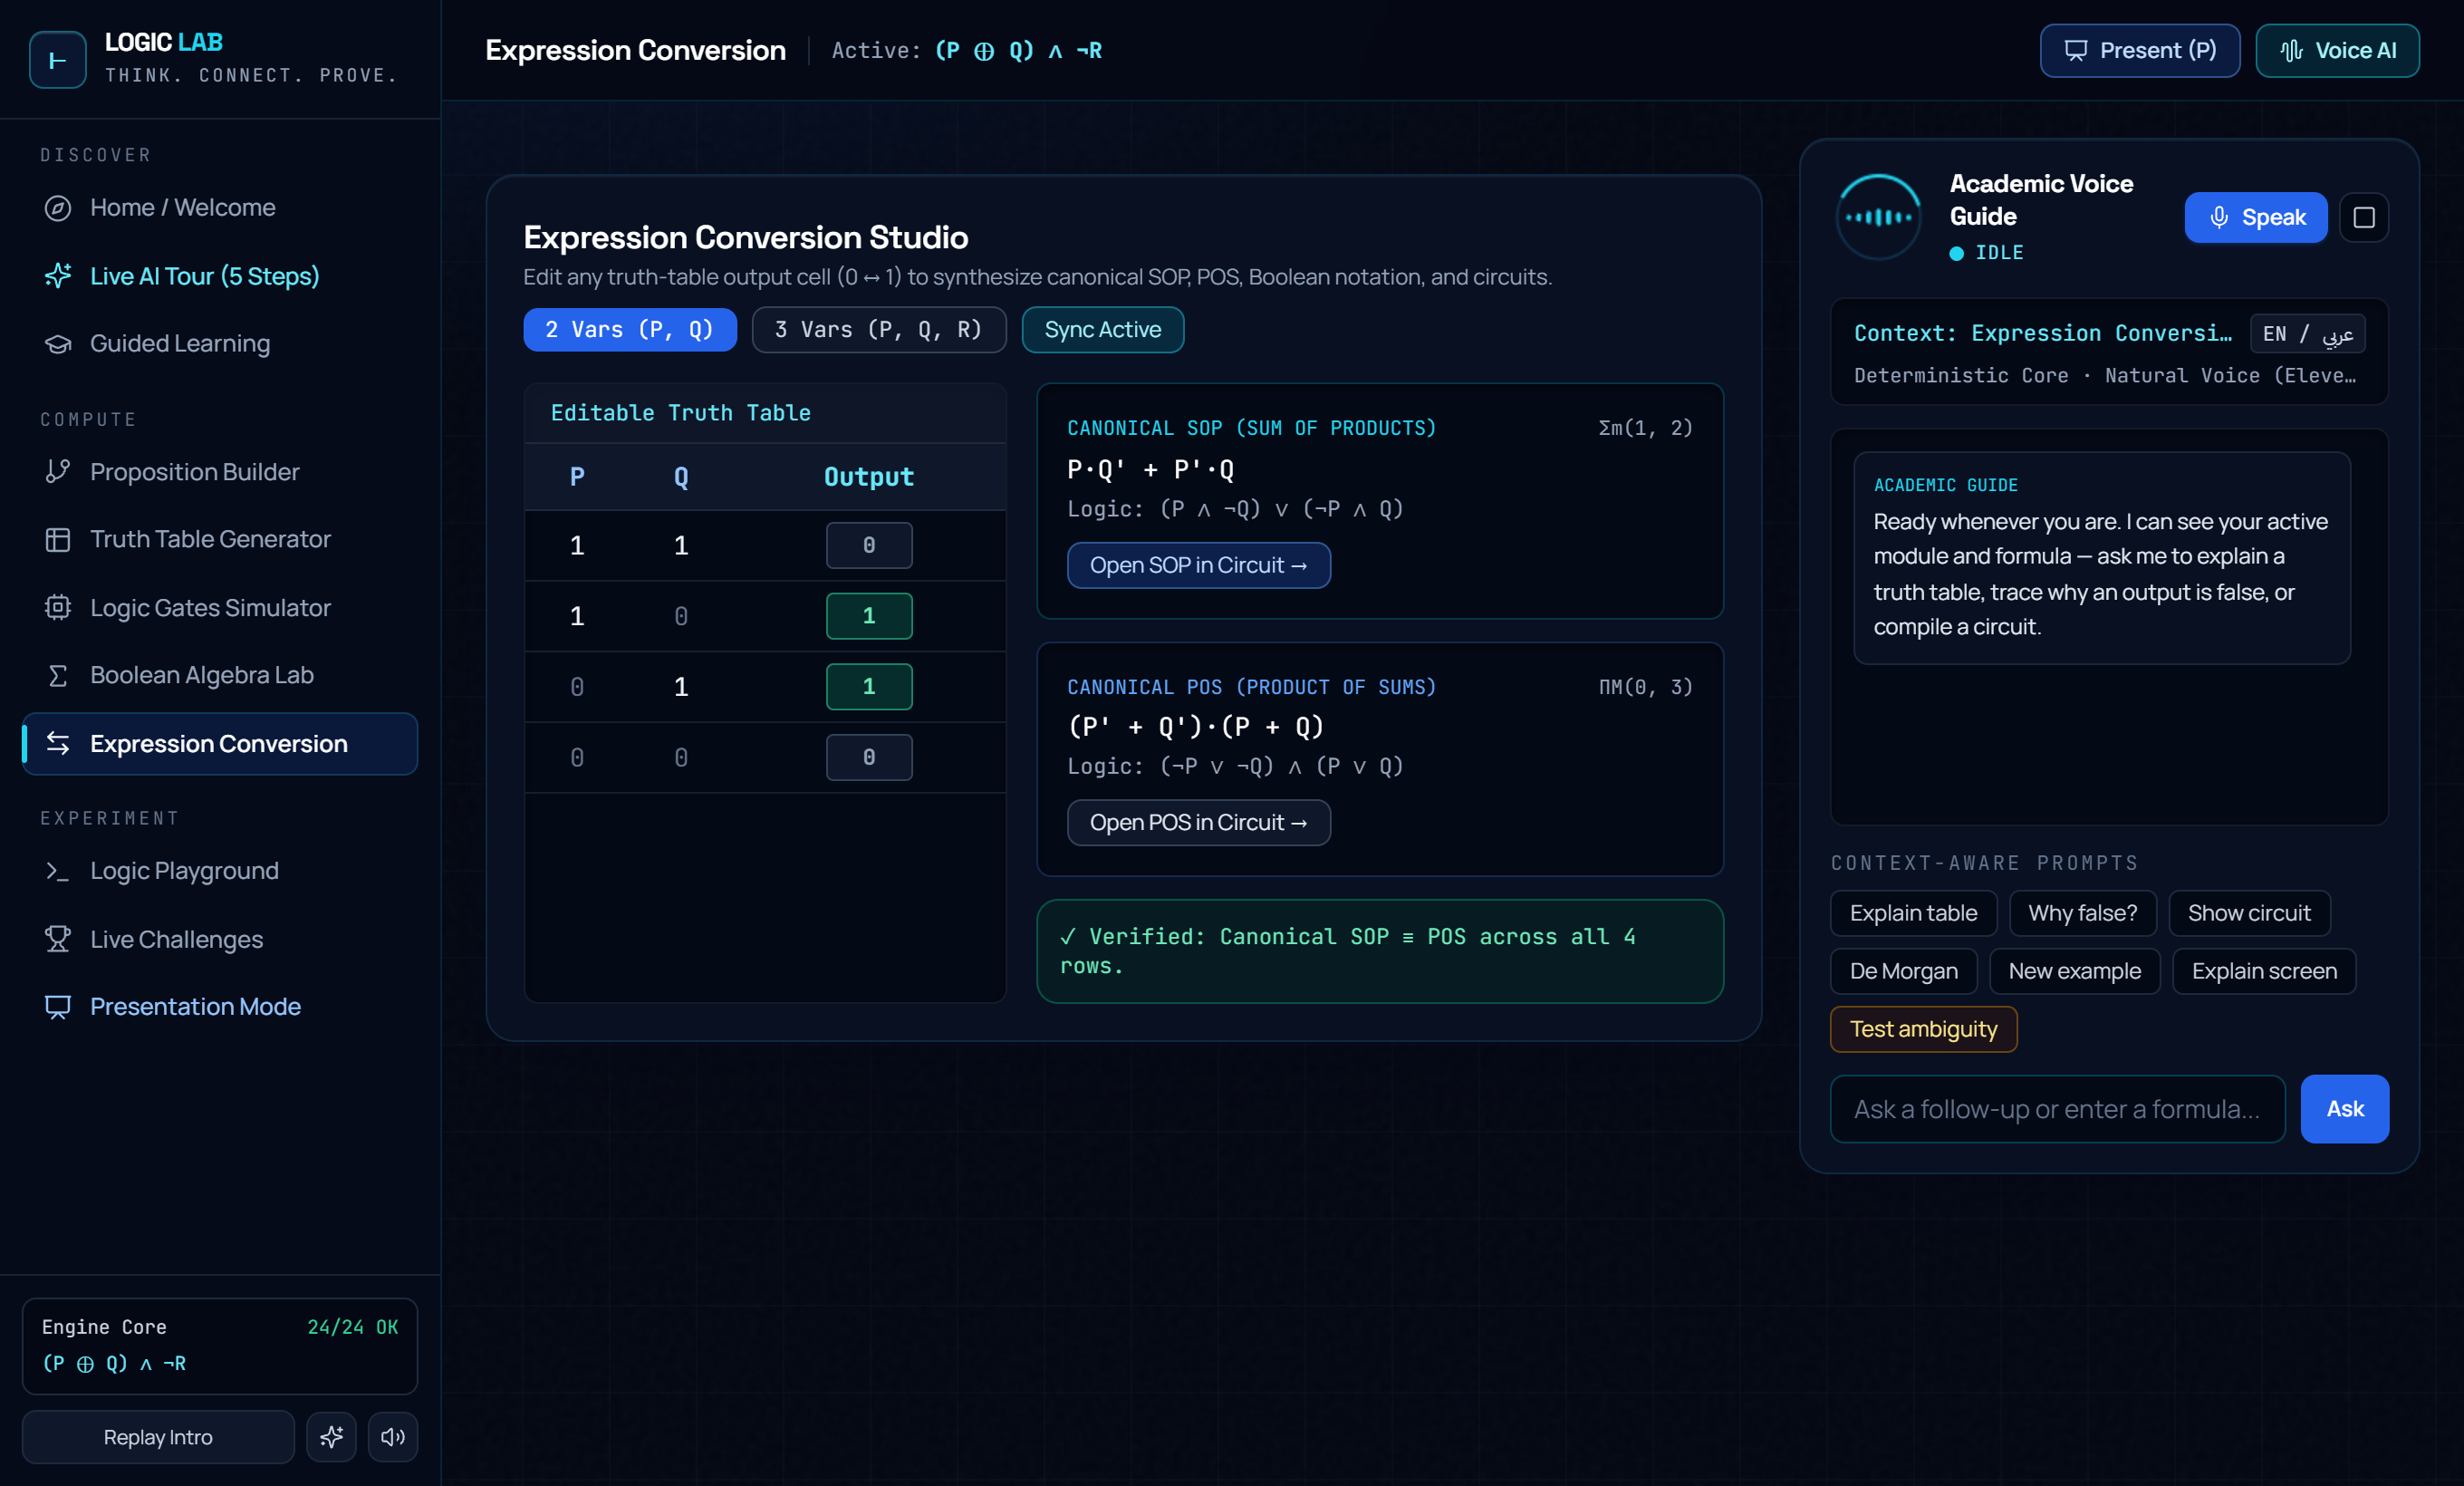 LOGIC LAB
THINK. CONNECT. PROVE.
DISCOVER
Home / Welcome
Live AI Tour (5 Steps)
Guided Learning
COMPUTE
Proposition Builder
Truth Table Generator
Logic Gates Simulator
Boolean Algebra Lab
Expression Conversion
EXPERIMENT
Logic Playground
Live Challenges
Presentation Mode
Engine Core 24/24 OK
(P ⊕ Q) ∧ ¬R
Replay Intro
Expression Conversion Active: (P ⊕ Q) ∧ ¬R
Present (P) Voice AI
Expression Conversion Studio
Edit any truth-table output cell (0 ↔ 1) to synthesize canonical SOP, POS, Boolean notation, and circuits.
2 Vars (P, Q) 3 Vars (P, Q, R) Sync Active
Editable Truth Table
P Q Output
1 1 0
1 0 1
0 1 1
0 0 0
CANONICAL SOP (SUM OF PRODUCTS) Σm(1, 2)
P·Q' + P'·Q
Logic: (P ∧ ¬Q) ∨ (¬P ∧ Q)
Open SOP in Circuit →
CANONICAL POS (PRODUCT OF SUMS) ΠM(0, 3)
(P' + Q')·(P + Q)
Logic: (¬P ∨ ¬Q) ∧ (P ∨ Q)
Open POS in Circuit →
✓ Verified: Canonical SOP ≡ POS across all 4
rows.
Academic Voice
Guide
IDLE
Speak
Context: Expression Conversi… EN / عربي
Deterministic Core · Natural Voice (Eleve…
ACADEMIC GUIDE
Ready whenever you are. I can see your active
module and formula — ask me to explain a
truth table, trace why an output is false, or
compile a circuit.
CONTEXT-AWARE PROMPTS
Explain table Why false? Show circuit
De Morgan New example Explain screen
Test ambiguity
Ask a follow-up or enter a formula... Ask